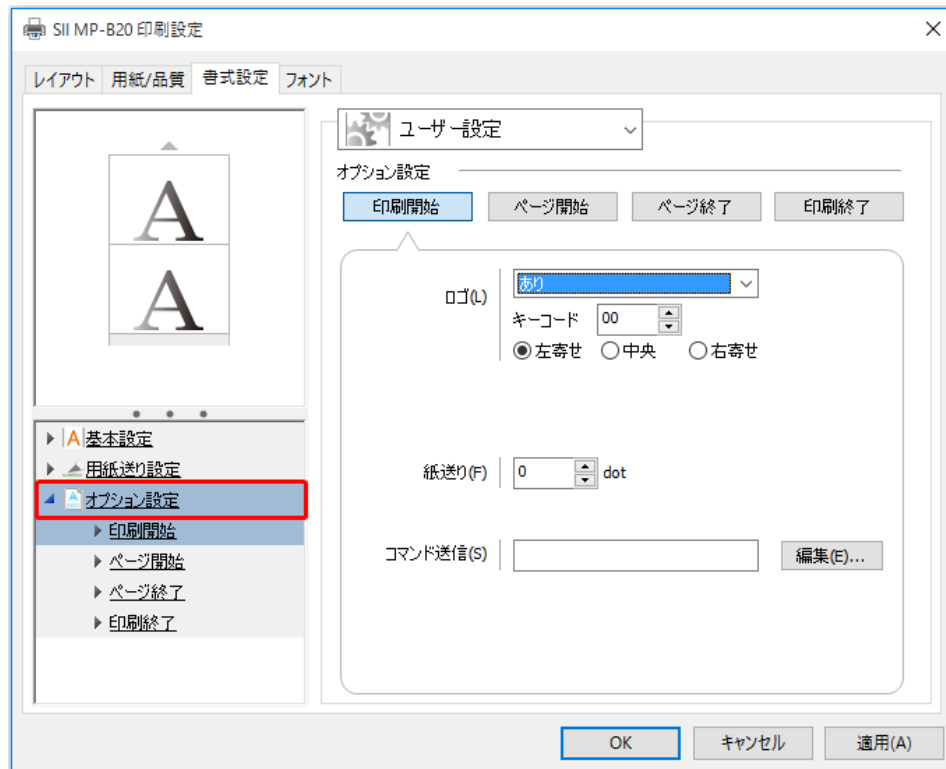 SII MP-B20 印刷設定
レイアウト 用紙/品質 書式設定 フォント
A
A
ユーザー設定
オプション設定
印刷開始 ページ開始 ページ終了 印刷終了
ロゴ(L) あり
キーコード 00
左寄せ 中央 右寄せ
紙送り(F) 0 dot
コマンド送信(S) 編集(E)...
A 基本設定
用紙送り設定
A オプション設定
印刷開始
ページ開始
ページ終了
印刷終了
OK キャンセル 適用(A)